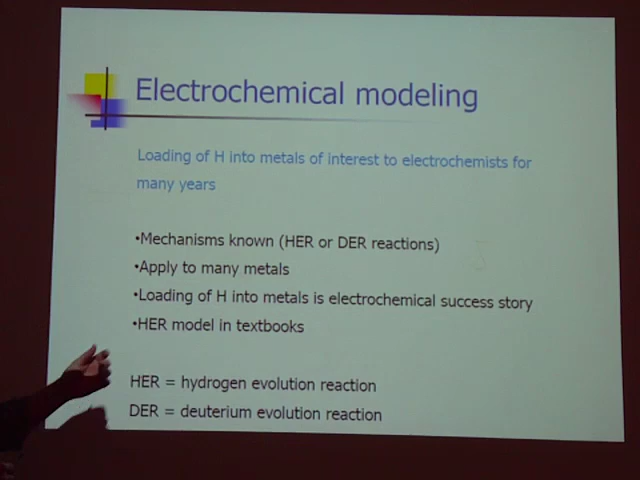 Electrochemical modeling
Loading of H into metals of interest to electrochemists for
many years
•Mechanisms known (HER or DER reactions)
•Apply to many metals
•Loading of H into metals is electrochemical success story
•HER model in textbooks
HER = hydrogen evolution reaction
DER = deuterium evolution reaction